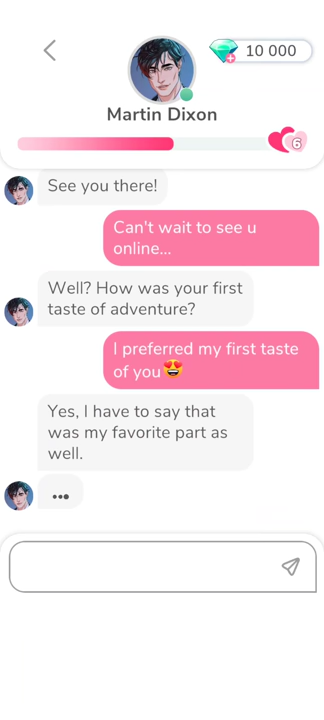 10 000
Martin Dixon
6
See you there!
Can't wait to see u
online...
Well? How was your first
taste of adventure?
I preferred my first taste
of you😍
Yes, I have to say that
was my favorite part as
well.
...